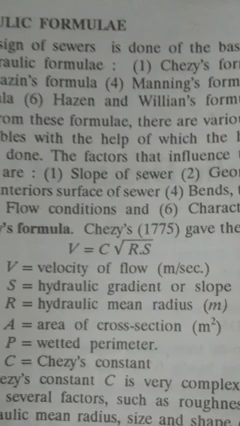 ULIC FORMULAE
sign of sewers is done of the bas
raulic formulae : (1) Chezy's for
azin's formula (4) Manning's form
ula (6) Hazen and Willian's form
rom these formulae, there are vario
bles with the help of which the
done. The factors that influence
are : (1) Slope of sewer (2) Geo
nteriors surface of sewer (4) Bends,
Flow conditions and (6) Charact
y's formula. Chezy's (1775) gave the
V = C √R.S
V = velocity of flow (m/sec.)
S = hydraulic gradient or slope
R = hydraulic mean radius (m)
A = area of cross-section (m²)
P = wetted perimeter.
C = Chezy's constant
ezy's constant C is very complex
several factors, such as roughnes
aulic mean radius, size and shape